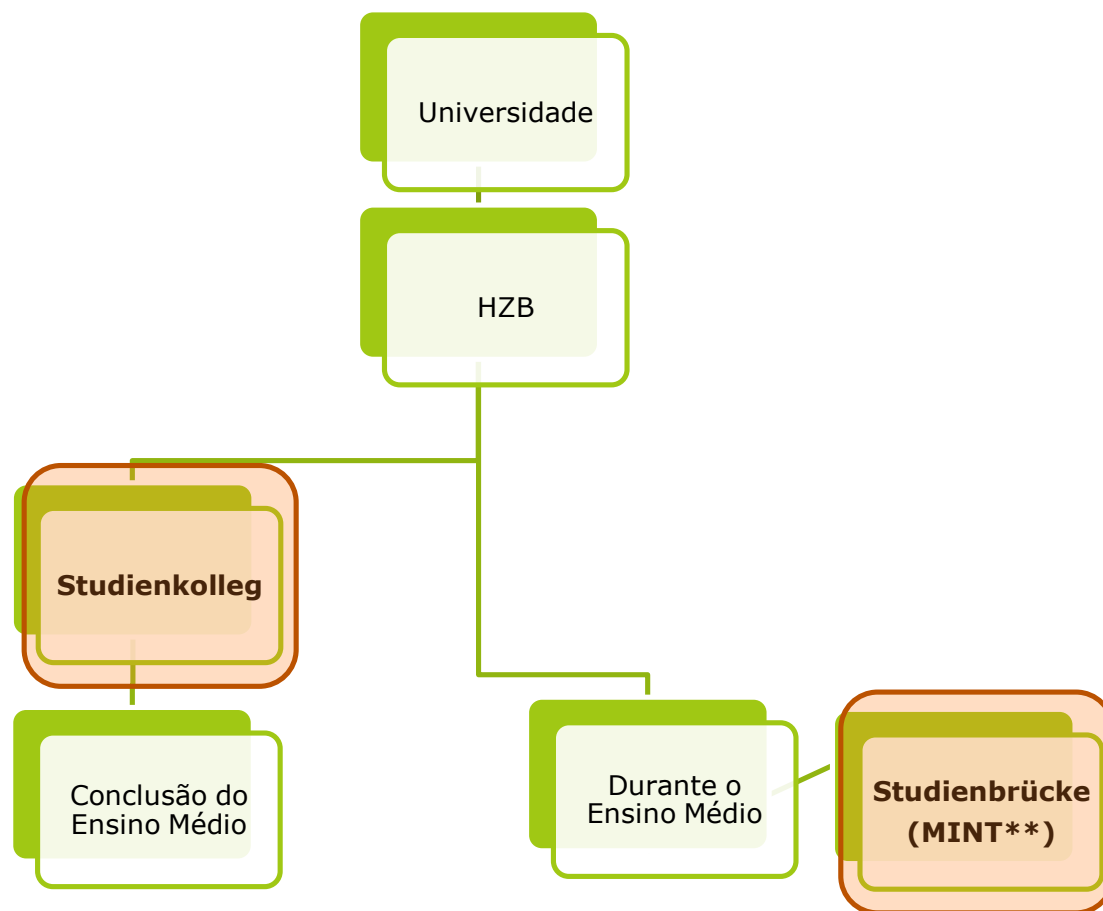 Universidade
HZB
Studienkolleg
Conclusão do
Ensino Médio
Durante o
Ensino Médio
Studienbrücke
(MINT**)